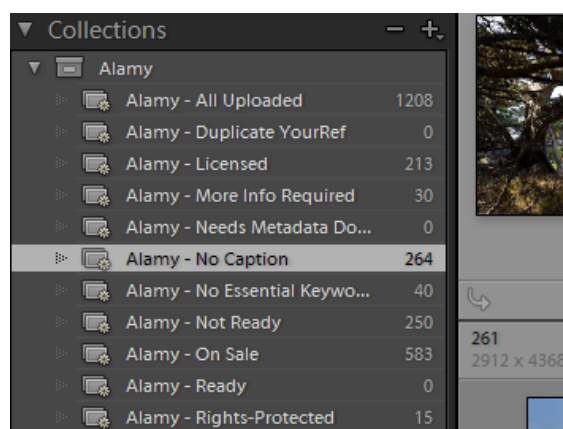 Collections
Alamy
Alamy - All Uploaded 1208
Alamy - Duplicate YourRef 0
Alamy - Licensed 213
Alamy - More Info Required 30
Alamy - Needs Metadata Do... 0
Alamy - No Caption 264
Alamy - No Essential Keywo... 40
Alamy - Not Ready 250
Alamy - On Sale 583
Alamy - Ready 0
Alamy - Rights-Protected 15
261
2912 x 4368